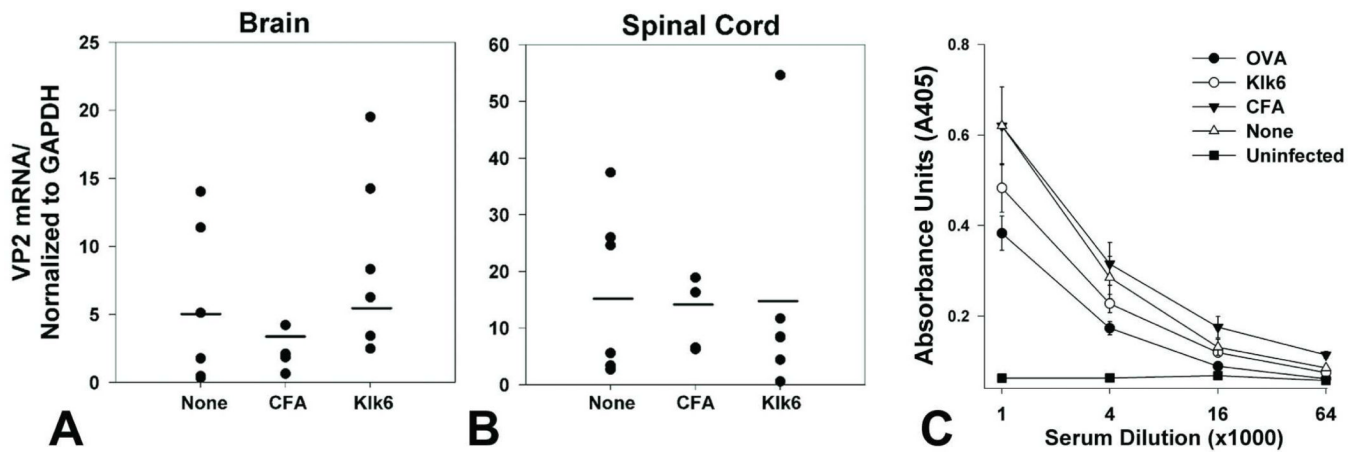 Brain
VP2 mRNA/
Nornalized to GAPDH
25
20
15
10
5
0
None CFA Klk6
A
Spinal Cord
60
50
40
30
20
10
0
None CFA Klk6
B
Absorbance Units (A405)
0.8
0.6
0.4
0.2
OVA
Klk6
CFA
None
Uninfected
1 4 16 64
Serum Dilution (x1000)
C